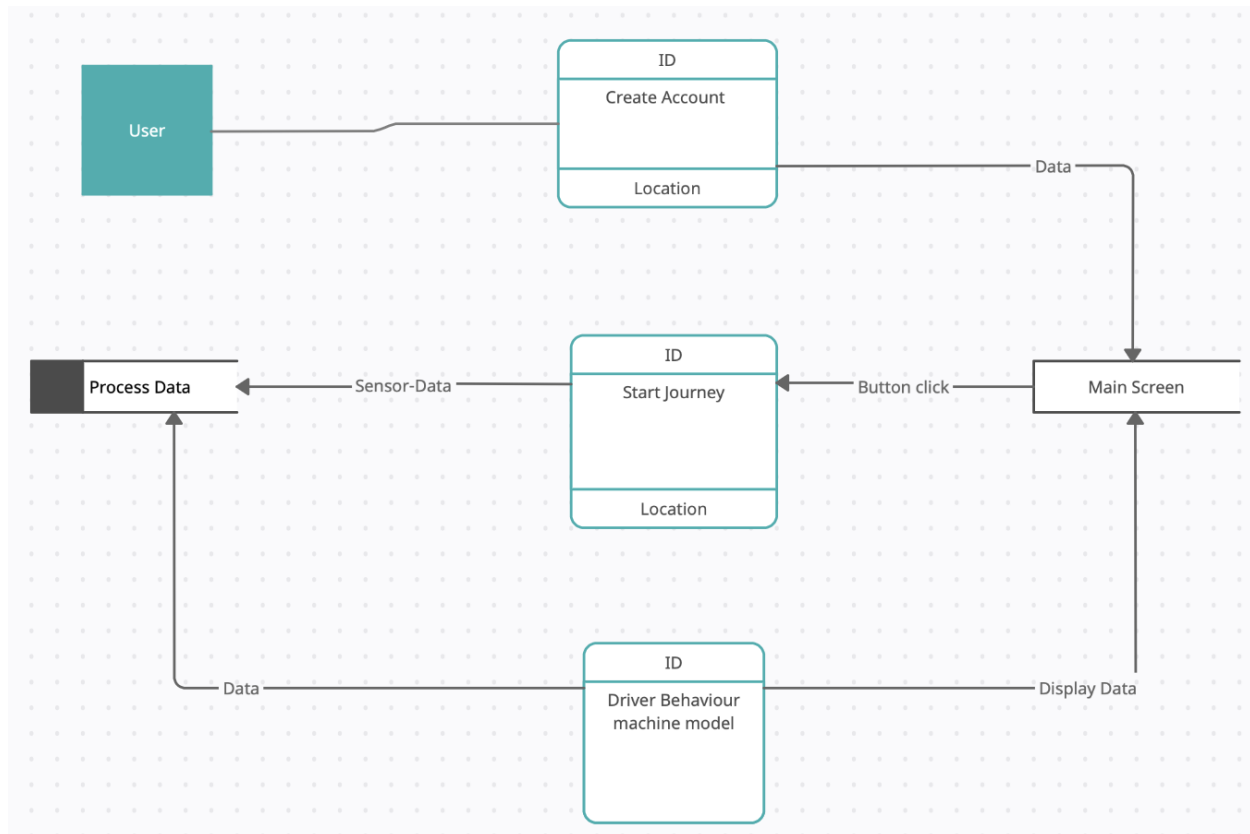 ID
Create Account
User
Data
Location
ID
Process Data
Sensor-Data
Start Journey
Button click
Main Screen
Location
ID
Data
Driver Behaviour
machine model
Display Data